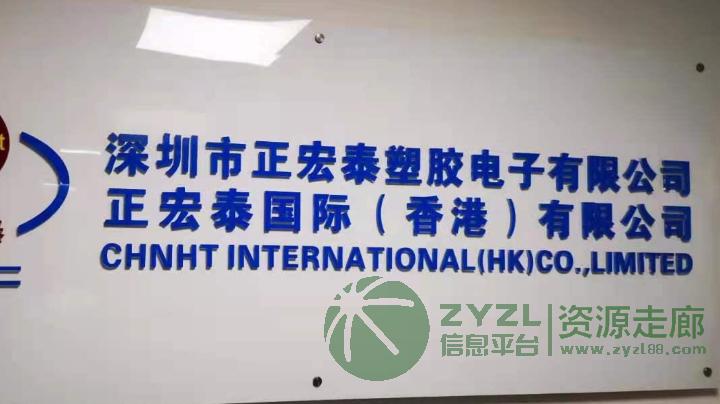 深圳市正宏泰塑胶电子有限公司
正宏泰国际（香港）有限公司
CHNHT INTERNATIONAL(HK)CO.,LIMITED
ZYZL
信息平台
资源走廊
www.zyzl88.com